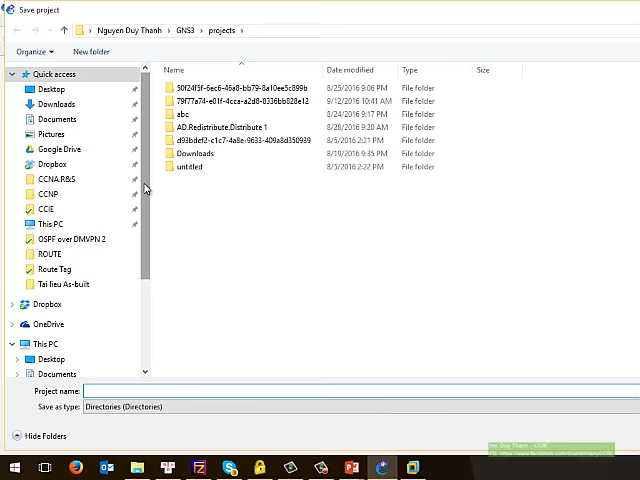 Save project
Nguyen Duy Thanh > GNS3 > projects >
Organize New folder
Name Date modified Type Size
Quick access
Desktop
Downloads
Documents
Pictures
Google Drive
Dropbox
CCNA.R&S
CCNP
CCIE
This PC
OSPF over DMVPN 2
ROUTE
Route Tag
Tai lieu As-built
Dropbox
OneDrive
This PC
Desktop
Documents
50f24f5f-6ec6-46a8-bb79-8a10ee5c899b 8/25/2016 9:06 PM File folder
79f77a74-e01f-4cca-a2d8-8336bb828e12 9/12/2016 10:41 AM File folder
abc 8/24/2016 9:17 PM File folder
AD.Redistribute.Distribute 1 8/28/2016 9:20 AM File folder
d93bdef2-c1c7-4a8e-9633-409a8d350939 8/5/2016 2:21 PM File folder
Downloads 8/19/2016 9:35 PM File folder
untitled 8/5/2016 2:22 PM File folder
Project name:
Save as type: Directories (Directories)
Hide Folders